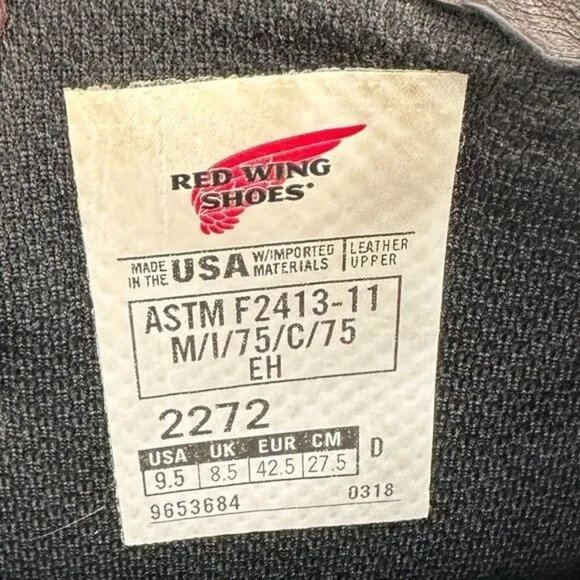 RED WING
SHOES®
MADE IN THE USA W/IMPORTED MATERIALS LEATHER UPPER
ASTM F2413-11
M/I/75/C/75
EH
2272
USA UK EUR CM
9.5 8.5 42.5 27.5 D
9653684 0318